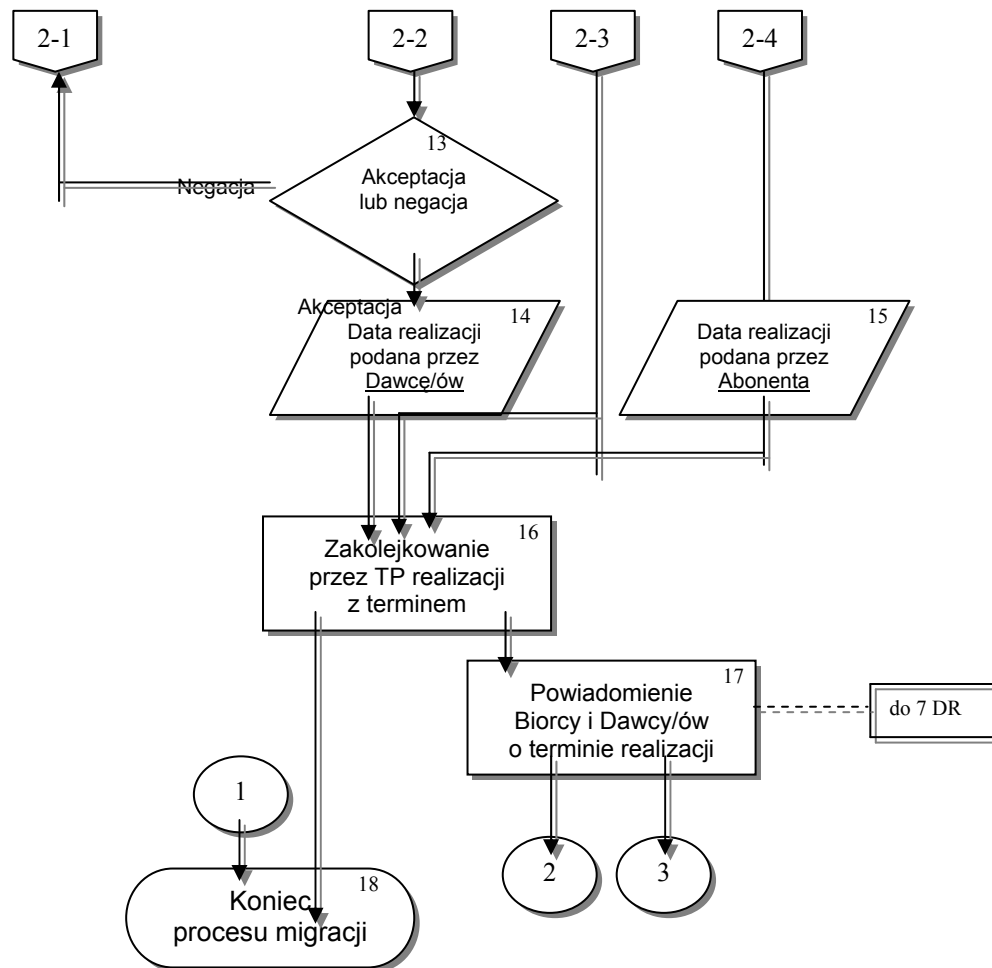 2-1
2-2
2-3
2-4
13
Akceptacja
lub negacja
Negacja
Akceptacja
14
Data realizacji
podana przez
Dawcę/ów
15
Data realizacji
podana przez
Abonenta
16
Zakolejkowanie
przez TP realizacji
z terminem
17
Powiadomienie
Biorcy i Dawcy/ów
o terminie realizacji
do 7 DR
1
2
3
18
Koniec
procesu migracji